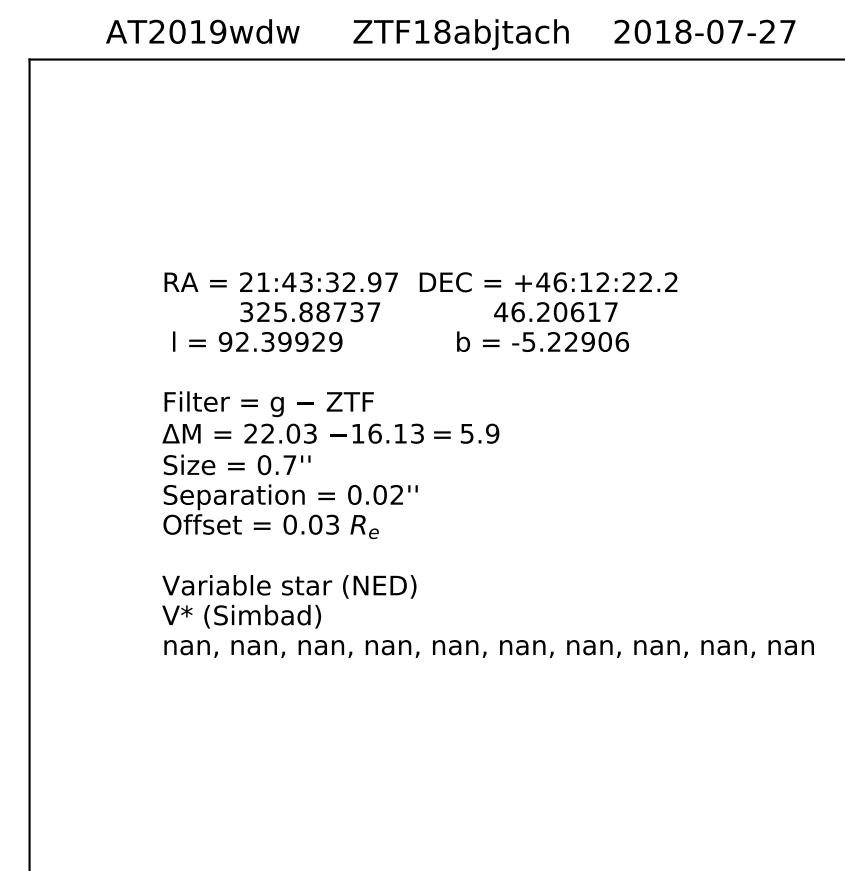 AT2019wdw ZTF18abjtach 2018-07-27
RA = 21:43:32.97 DEC = +46:12:22.2
325.88737 46.20617
l = 92.39929 b = -5.22906
Filter = g − ZTF
ΔM = 22.03 −16.13 = 5.9
Size = 0.7''
Separation = 0.02''
Offset = 0.03 Re
Variable star (NED)
V* (Simbad)
nan, nan, nan, nan, nan, nan, nan, nan, nan, nan